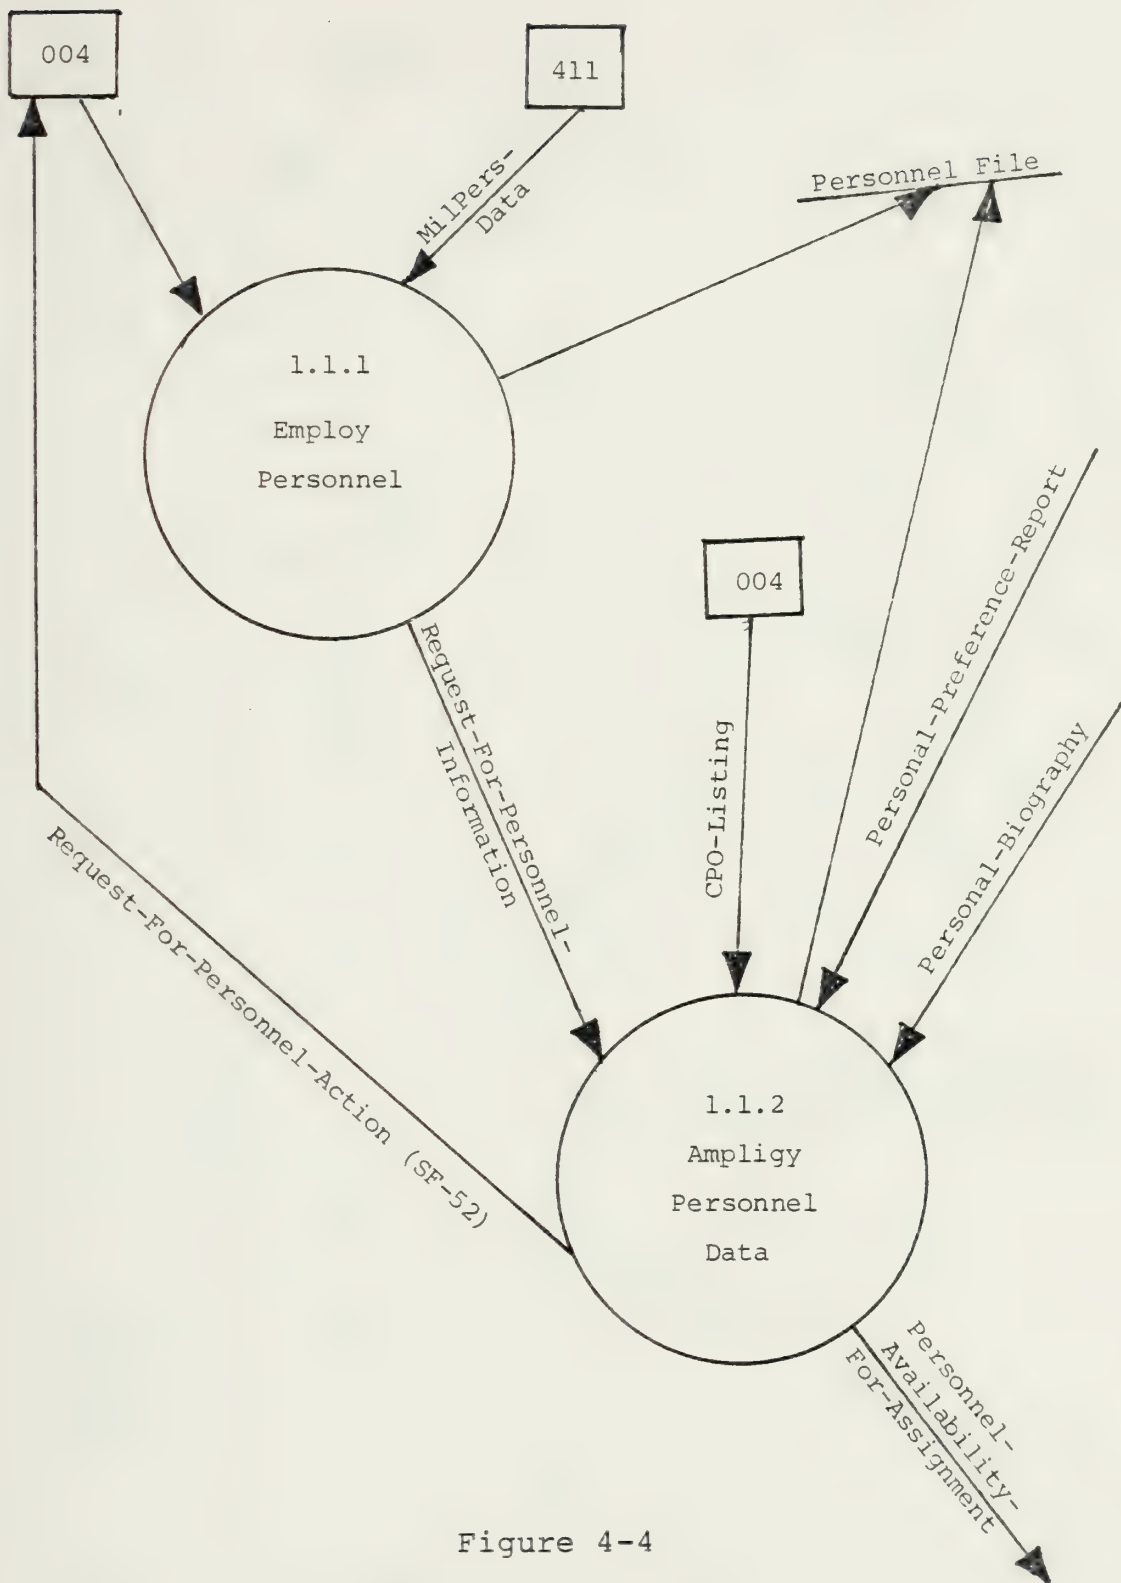 004
411
MilPers-
Data
Personnel File
1.1.1
Employ
Personnel
004
Request-For-Personnel-
Information
CPO-Listing
Personal-Preference-Report
Personal-Biography
Request-For-Personnel-Action (SF-52)
1.1.2
Ampligy
Personnel
Data
Personnel-
Availability-
For-Assignment
Figure 4-4